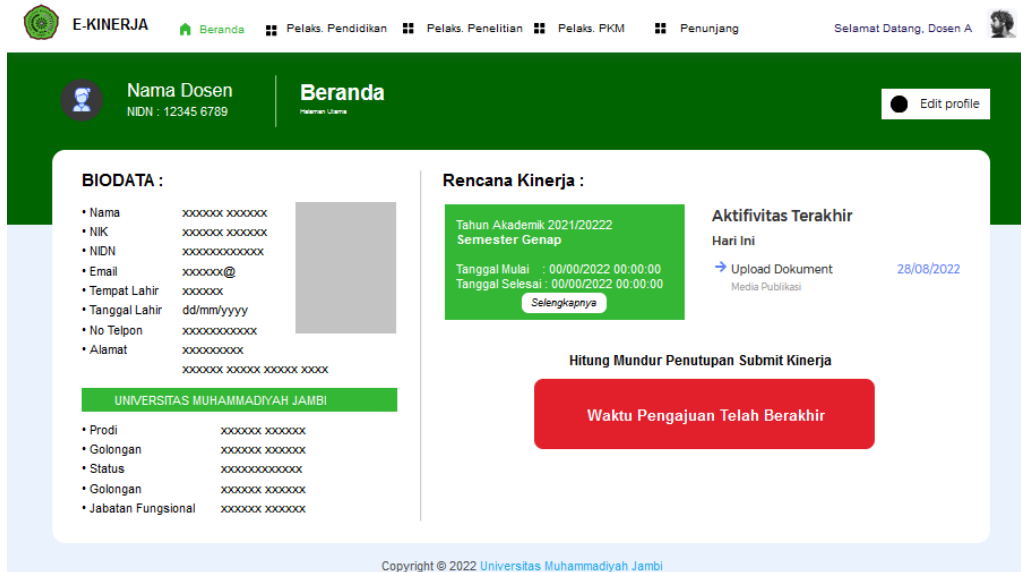 E-KINERJA
Beranda
Pelaks. Pendidikan
Pelaks. Penelitian
Pelaks. PKM
Penunjang
Selamat Datang, Dosen A
Nama Dosen
NIDN : 12345 6789
Beranda
Halaman Utama
Edit profile
BIODATA :
• Nama xxxxxx xxxxxx
• NIK xxxxxx xxxxxx
• NIDN xxxxxxxxxxxx
• Email xxxxxx@
• Tempat Lahir xxxxxx
• Tanggal Lahir dd/mm/yyyy
• No Telpon xxxxxxxxxxx
• Alamat xxxxxxxxx
xxxxxx xxxxx xxxxx xxxx
UNIVERSITAS MUHAMMADIYAH JAMBI
• Prodi xxxxxx xxxxxx
• Golongan xxxxxx xxxxxx
• Status xxxxxxxxxxxx
• Golongan xxxxxx xxxxxx
• Jabatan Fungsional xxxxxx xxxxxx
Rencana Kinerja :
Tahun Akademik 2021/20222
Semester Genap
Tanggal Mulai : 00/00/2022 00:00:00
Tanggal Selesai : 00/00/2022 00:00:00
Selengkapnya
Aktifivitas Terakhir
Hari Ini
→ Upload Dokument 28/08/2022
Media Publikasi
Hitung Mundur Penutupan Submit Kinerja
Waktu Pengajuan Telah Berakhir
Copyright © 2022 Universitas Muhammadiyah Jambi